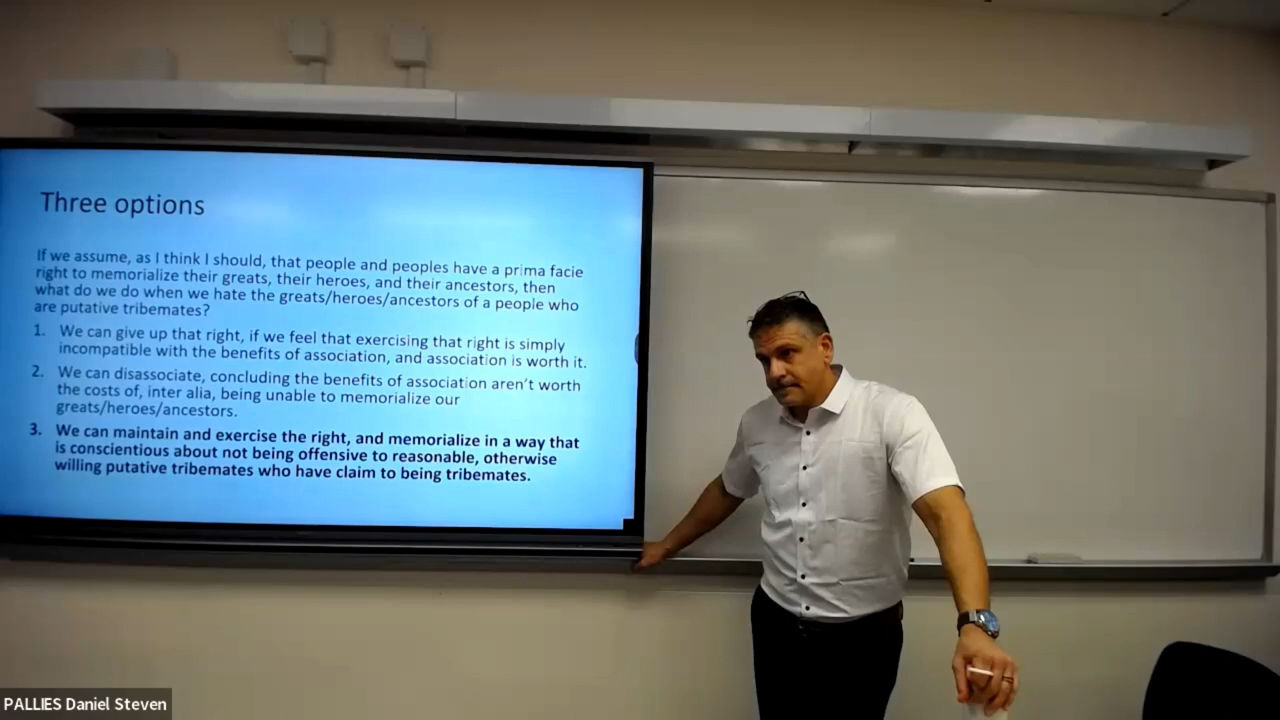 Three options
If we assume, as I think I should, that people and peoples have a prima facie
right to memorialize their greats, their heroes, and their ancestors, then
what do we do when we hate the greats/heroes/ancestors of a people who
are putative tribemates?
1. We can give up that right, if we feel that exercising that right is simply
incompatible with the benefits of association, and association is worth it.
2. We can disassociate, concluding the benefits of association aren't worth
the costs of, inter alia, being unable to memorialize our
greats/heroes/ancestors.
3. We can maintain and exercise the right, and memorialize in a way that
is conscientious about not being offensive to reasonable, otherwise
willing putative tribemates who have claim to being tribemates.
PALLIES Daniel Steven